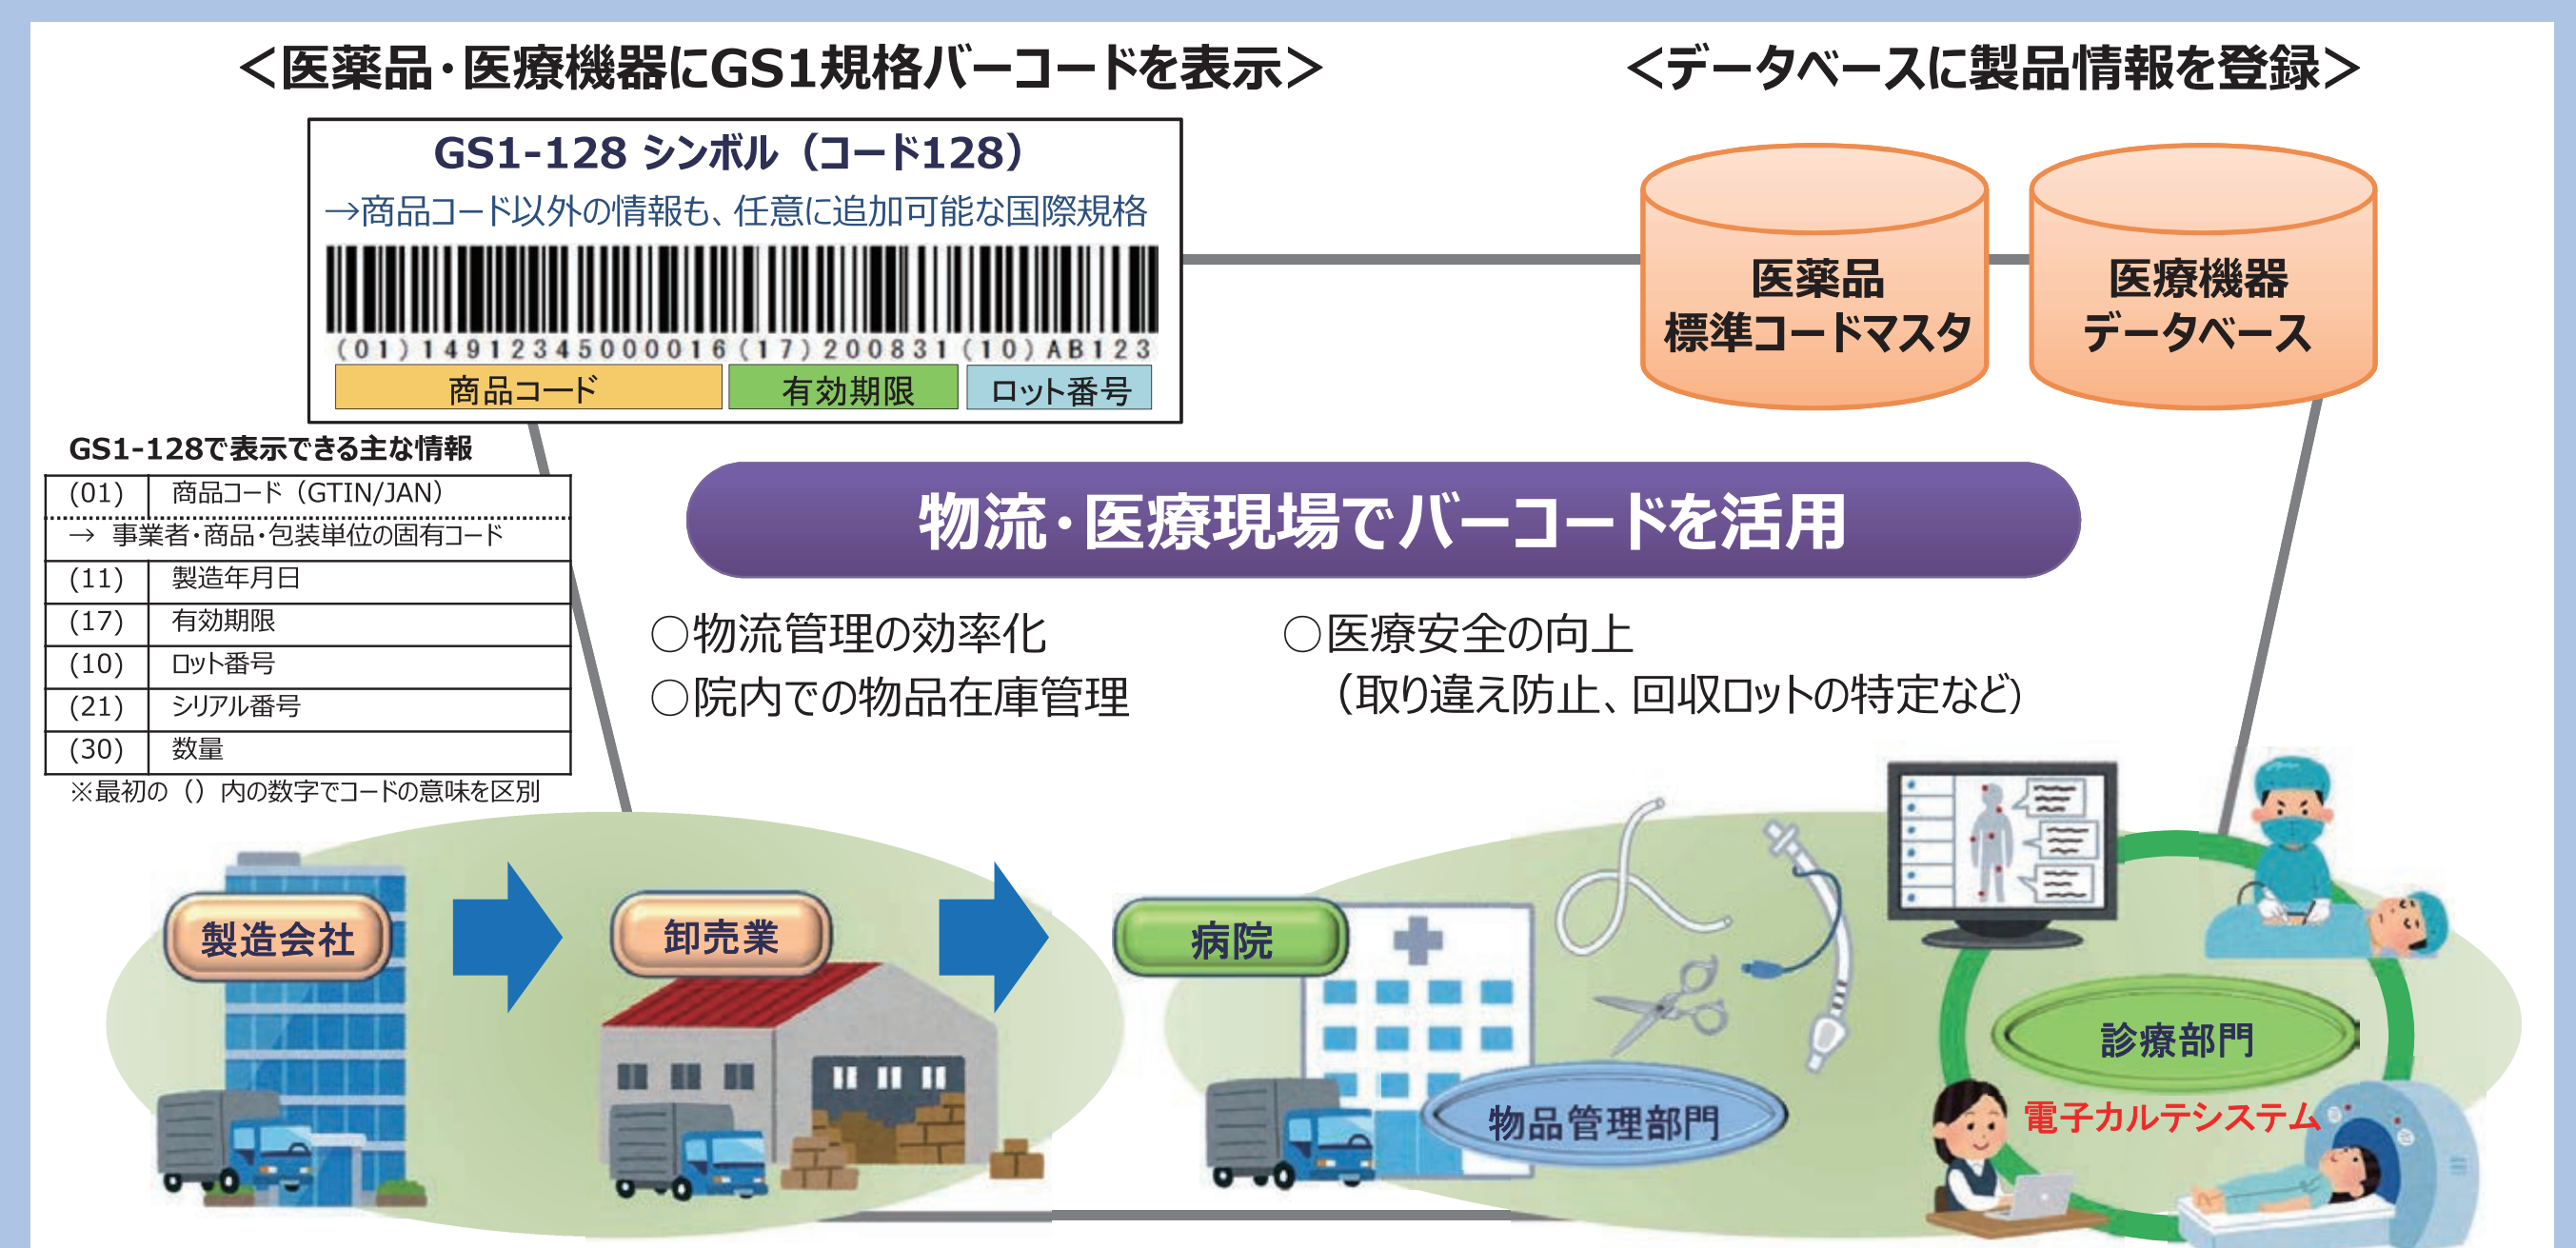 ＜医薬品・医療機器にGS1規格バーコードを表示＞
＜データベースに製品情報を登録＞
GS1-128 シンボル（コード128）
→商品コード以外の情報も、任意に追加可能な国際規格
(01)14912345000016(17)200831(10)AB123
商品コード
有効期限
ロット番号
医薬品
標準コードマスタ
医療機器
データベース
GS1-128で表示できる主な情報
(01) 商品コード（GTIN/JAN）
→ 事業者・商品・包装単位の固有コード
(11) 製造年月日
(17) 有効期限
(10) ロット番号
(21) シリアル番号
(30) 数量
※最初の（）内の数字でコードの意味を区別
物流・医療現場でバーコードを活用
○物流管理の効率化
○院内での物品在庫管理
○医療安全の向上
（取り違え防止、回収ロットの特定など）
製造会社
卸売業
病院
物品管理部門
診療部門
電子カルテシステム